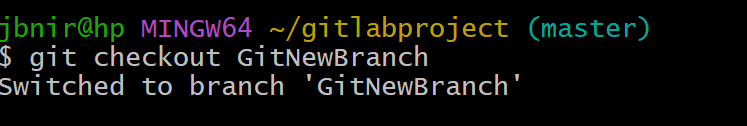 jbnir@hp MINGW64 ~/gitlabproject (master)
$ git checkout GitNewBranch
Switched to branch 'GitNewBranch'